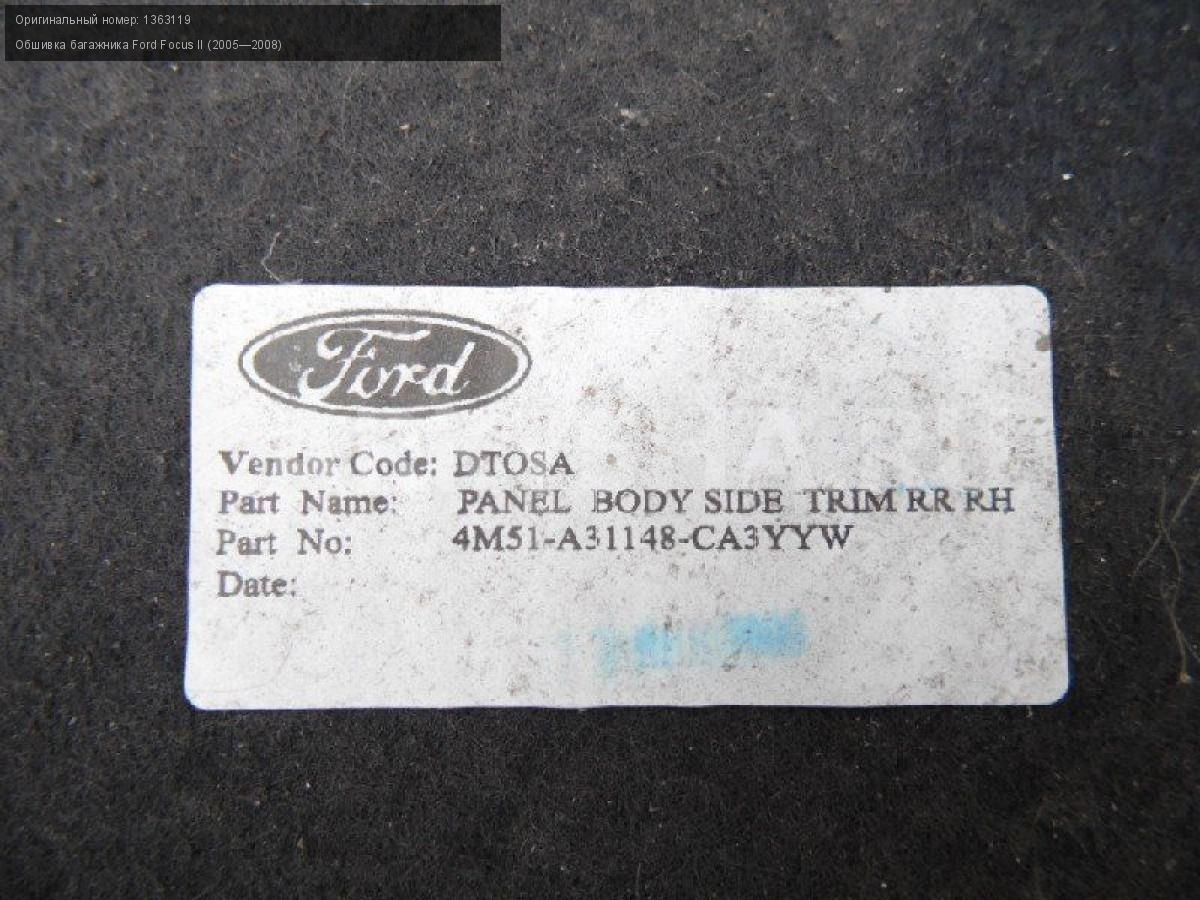 Оригинальный номер: 1363119
Обшивка багажника Ford Focus II (2005—2008)
Ford
Vendor Code: DTOSA
Part Name: PANEL BODY SIDE TRIM RR RH
Part No: 4M51-A31148-CA3YYW
Date: